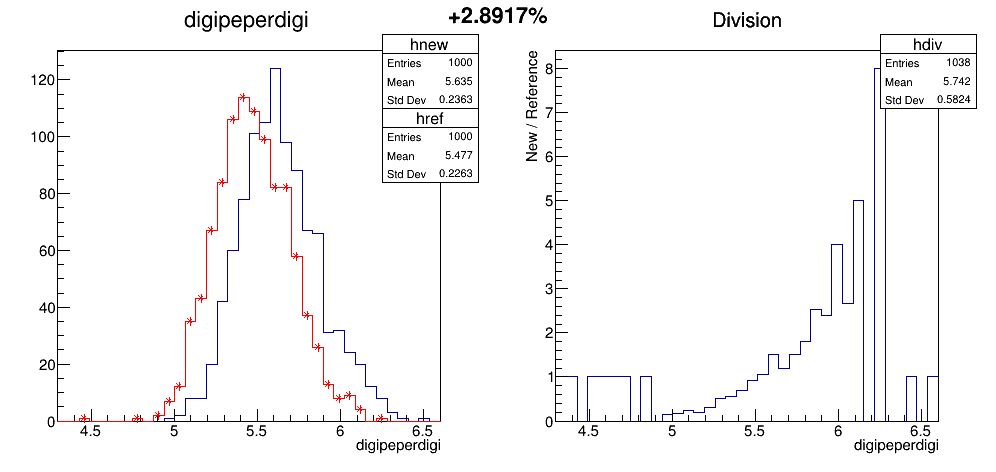 +2.8917%
digipeperdigi
hnew
Entries 1000
Mean 5.635
Std Dev 0.2363
href
Entries 1000
Mean 5.477
Std Dev 0.2263
120
100
80
60
40
20
0
4.5 5 5.5 6 6.5
digipeperdigi
Division
hdiv
Entries 1038
Mean 5.742
Std Dev 0.5824
New / Reference
8
7
6
5
4
3
2
1
0
4.5 5 5.5 6 6.5
digipeperdigi